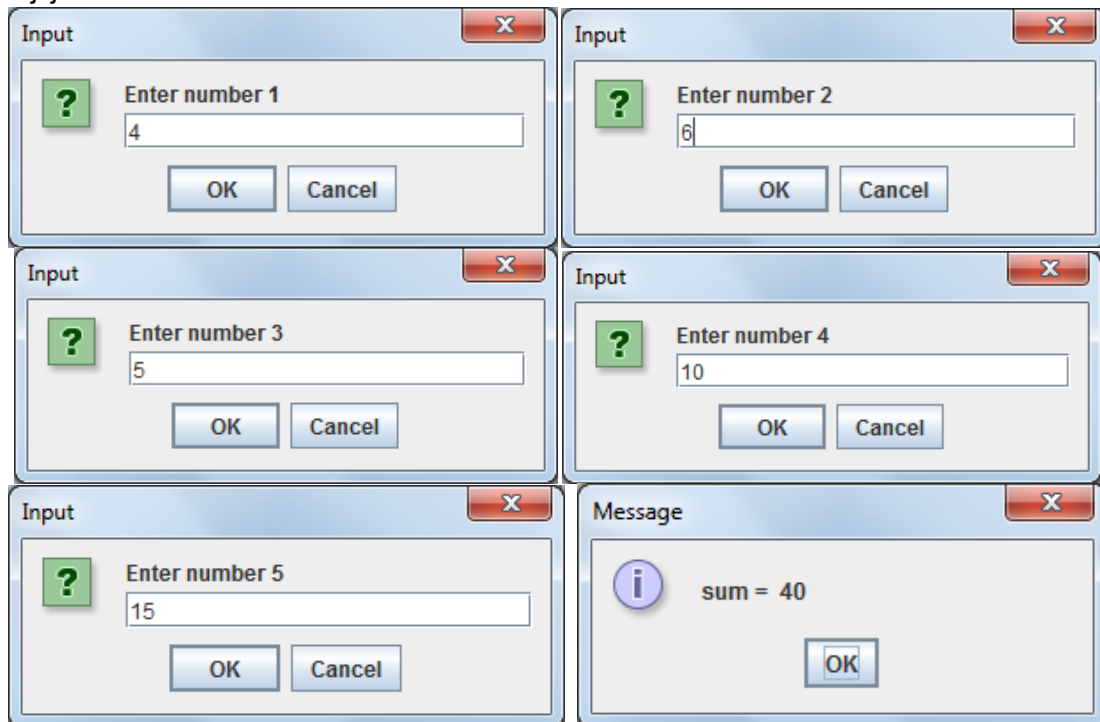 Input
X
?
Enter number 1
4
OK Cancel
Input
X
?
Enter number 2
6
OK Cancel
Input
X
?
Enter number 3
5
OK Cancel
Input
X
?
Enter number 4
10
OK Cancel
Input
X
?
Enter number 5
15
OK Cancel
Message
X
i
sum = 40
OK